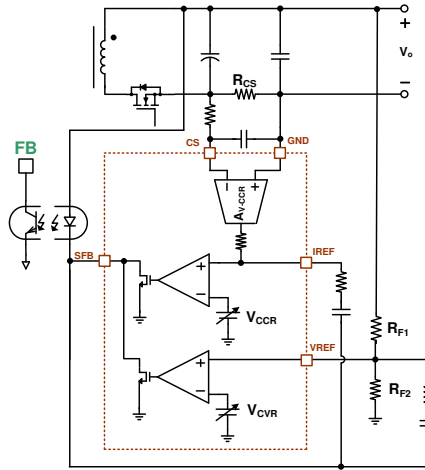 +
Vo
RCS
−
FB
CS
GND
−
+
AV-CCR
SFB
+
IREF
−
VCCR
RF1
VREF
+
RF2
−
VCVR